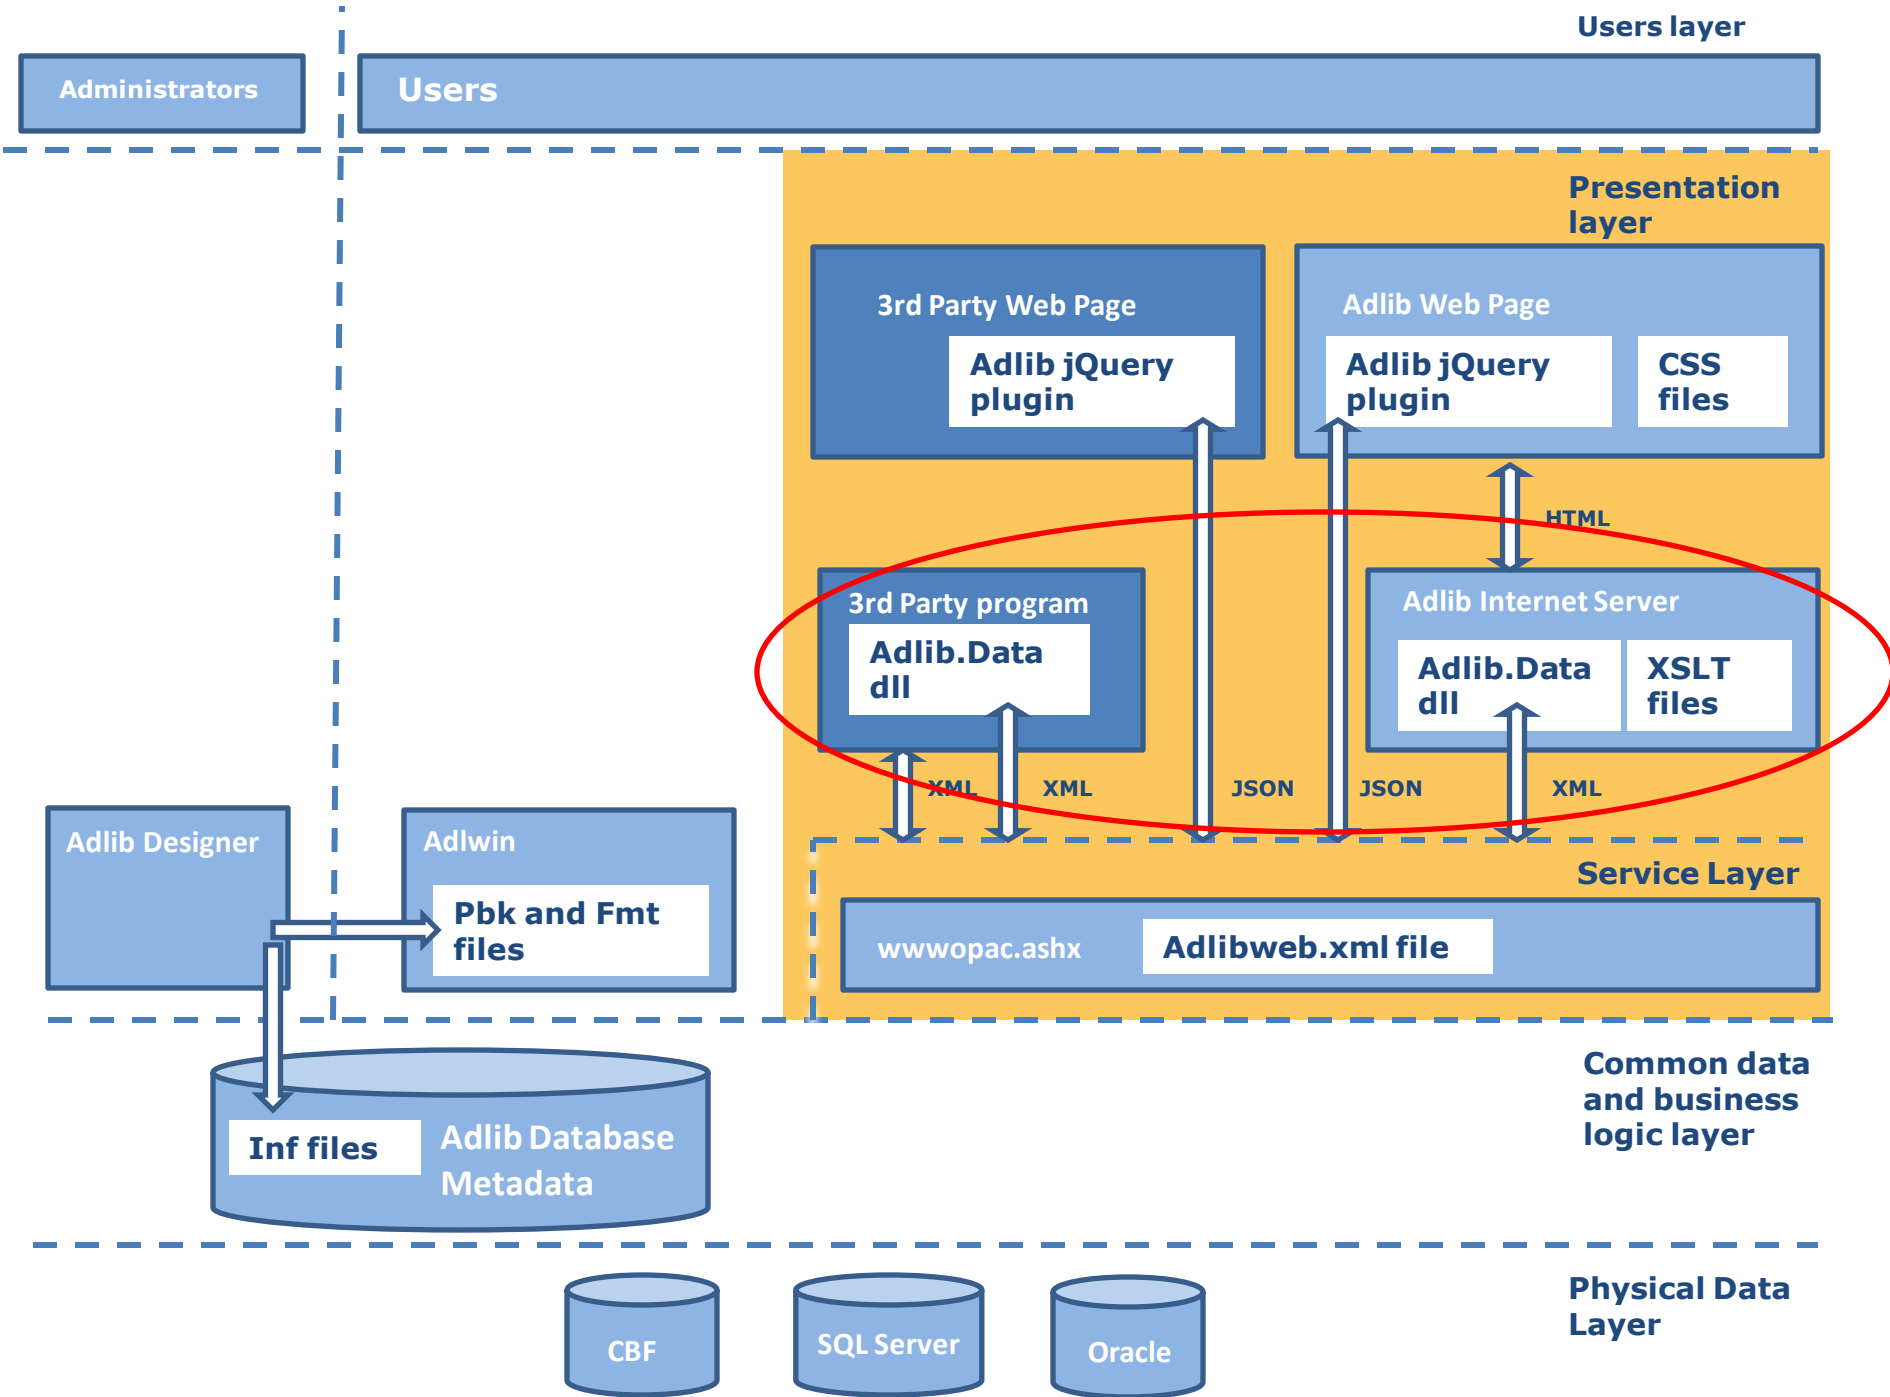 Users layer
Administrators
Users
Presentation
layer
3rd Party Web Page
Adlib jQuery
plugin
Adlib Web Page
Adlib jQuery
plugin
CSS
files
HTML
3rd Party program
Adlib.Data
dll
Adlib Internet Server
Adlib.Data
dll
XSLT
files
XML
XML
JSON
JSON
XML
Adlib Designer
Adlwin
Pbk and Fmt
files
Service Layer
wwwopac.ashx
Adlibweb.xml file
Common data
and business
logic layer
Inf files
Adlib Database
Metadata
Physical Data
Layer
CBF
SQL Server
Oracle